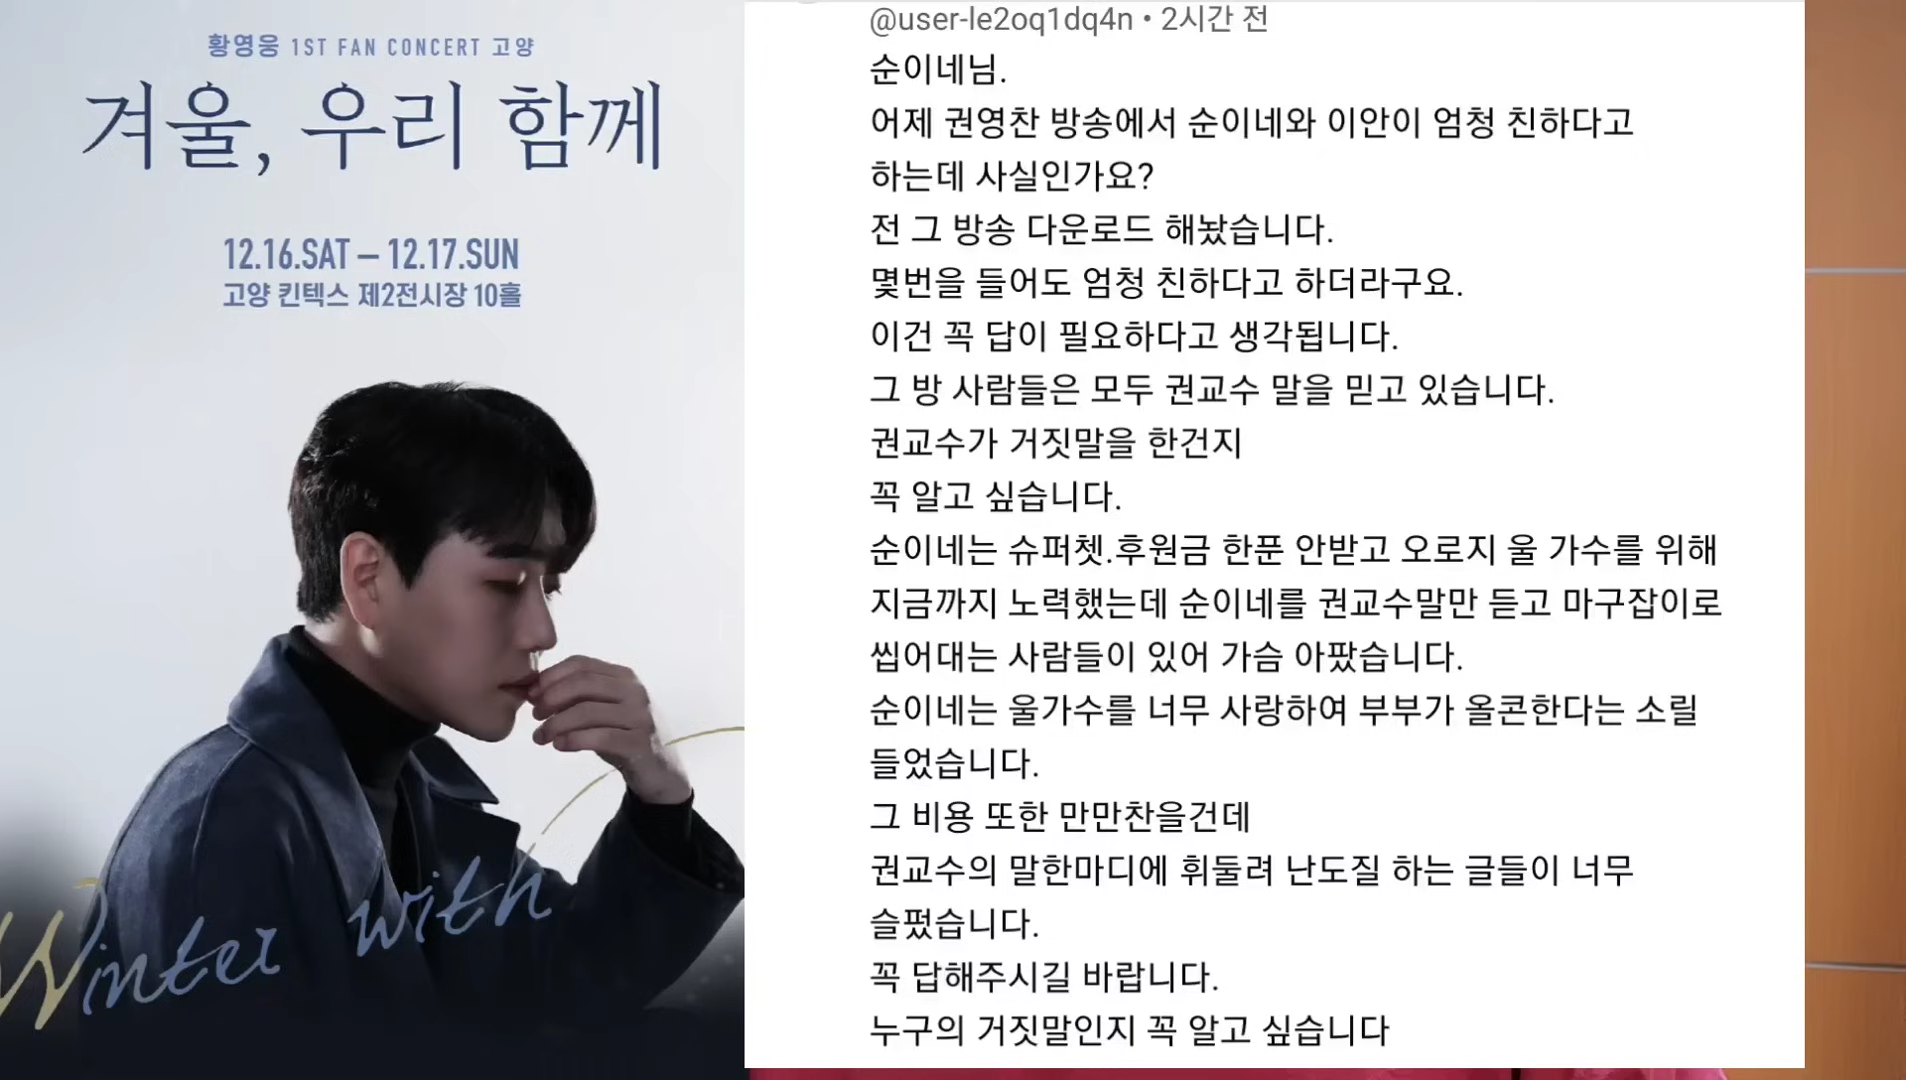 황영웅 1ST FAN CONCERT 고양
겨울, 우리 함께
12.16.SAT – 12.17.SUN
고양 킨텍스 제2전시장 10홀
Winter with
@user-le2oq1dq4n • 2시간 전
순이네님.
어제 권영찬 방송에서 순이네와 이안이 엄청 친하다고
하는데 사실인가요?
전 그 방송 다운로드 해놨습니다.
몇번을 들어도 엄청 친하다고 하더라구요.
이건 꼭 답이 필요하다고 생각됩니다.
그 방 사람들은 모두 권교수 말을 믿고 있습니다.
권교수가 거짓말을 한건지
꼭 알고 싶습니다.
순이네는 슈퍼쳇.후원금 한푼 안받고 오로지 울 가수를 위해
지금까지 노력했는데 순이네를 권교수말만 듣고 마구잡이로
씹어대는 사람들이 있어 가슴 아팠습니다.
순이네는 울가수를 너무 사랑하여 부부가 올콘한다는 소릴
들었습니다.
그 비용 또한 만만찬을건데
권교수의 말한마디에 휘둘려 난도질 하는 글들이 너무
슬펐습니다.
꼭 답해주시길 바랍니다.
누구의 거짓말인지 꼭 알고 싶습니다